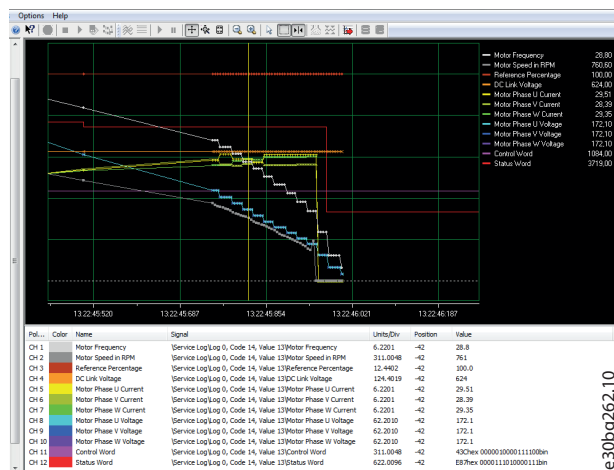 Options Help
Motor Frequency 28,80
Motor Speed in RPM 760,60
Reference Percentage 100,00
DC Link Voltage 624,00
Motor Phase U Current 29,51
Motor Phase V Current 28,39
Motor Phase W Current 29,35
Motor Phase U Voltage 172,10
Motor Phase V Voltage 172,10
Motor Phase W Voltage 172,10
Control Word 1084,00
Status Word 3719,00
13.22:45:520 13.22:45:687 13.22:45:854 13.22:46:021 13.22:46:187
Pol... Color Name Signal Units/Div Position Value
CH 1 Motor Frequency \Service Log\Log 0, Code 14, Value 13\Motor Frequency 6.2201 -42 28.8
CH 2 Motor Speed in RPM \Service Log\Log 0, Code 14, Value 13\Motor Speed in RPM 311.0048 -42 761
CH 3 Reference Percentage \Service Log\Log 0, Code 14, Value 13\Reference Percentage 12.4402 -42 100.0
CH 4 DC Link Voltage \Service Log\Log 0, Code 14, Value 13\DC Link Voltage 124.4019 -42 624
CH 5 Motor Phase U Current \Service Log\Log 0, Code 14, Value 13\Motor Phase U Current 6.2201 -42 29.51
CH 6 Motor Phase V Current \Service Log\Log 0, Code 14, Value 13\Motor Phase V Current 6.2201 -42 28.39
CH 7 Motor Phase W Current \Service Log\Log 0, Code 14, Value 13\Motor Phase W Current 6.2201 -42 29.35
CH 8 Motor Phase U Voltage \Service Log\Log 0, Code 14, Value 13\Motor Phase U Voltage 62.2010 -42 172.1
CH 9 Motor Phase V Voltage \Service Log\Log 0, Code 14, Value 13\Motor Phase V Voltage 62.2010 -42 172.1
CH 10 Motor Phase W Voltage \Service Log\Log 0, Code 14, Value 13\Motor Phase W Voltage 62.2010 -42 172.1
CH 11 Control Word \Service Log\Log 0, Code 14, Value 13\Control Word 311.0048 -42 43Chex 0000010000111100bin
CH 12 Status Word \Service Log\Log 0, Code 14, Value 13\Status Word 622.0096 -42 E87hex 0000111010000111bin
e30bg262.10